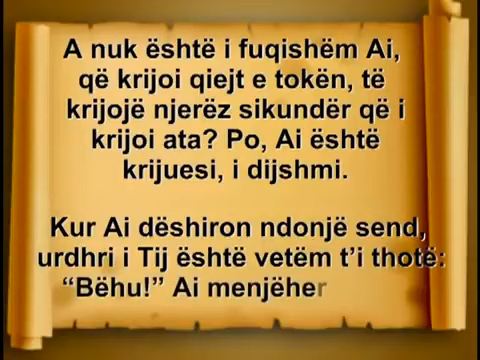 A nuk është i fuqishëm Ai,
që krijoi qiejt e tokën, të
krijojë njerëz sikundër që i
krijoi ata? Po, Ai është
krijuesi, i dijshmi.
Kur Ai dëshiron ndonjë send,
urdhri i Tij është vetëm t’i thotë:
“Bëhu!” Ai menjëher